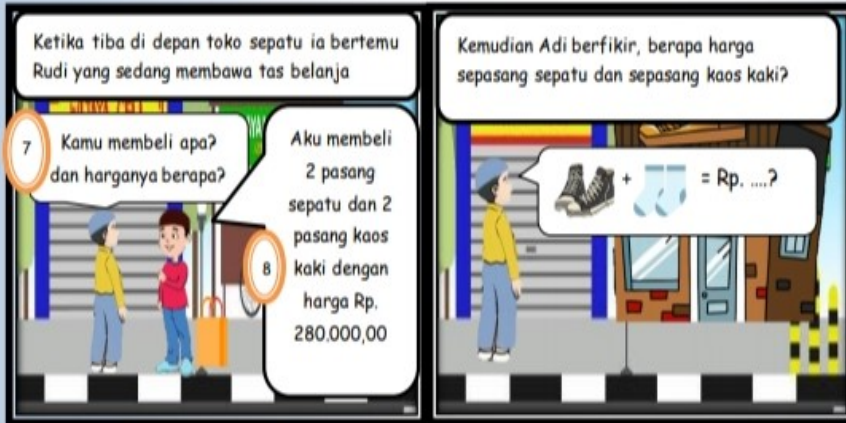 Ketika tiba di depan toko sepatu ia bertemu
Rudi yang sedang membawa tas belanja
7
Kamu membeli apa?
dan harganya berapa?
Aku membeli
2 pasang
sepatu dan 2
pasang kaos
8
kaki dengan
harga Rp.
280.000,00
Kemudian Adi berfikir, berapa harga
sepasang sepatu dan sepasang kaos kaki?
+ = Rp. ....?